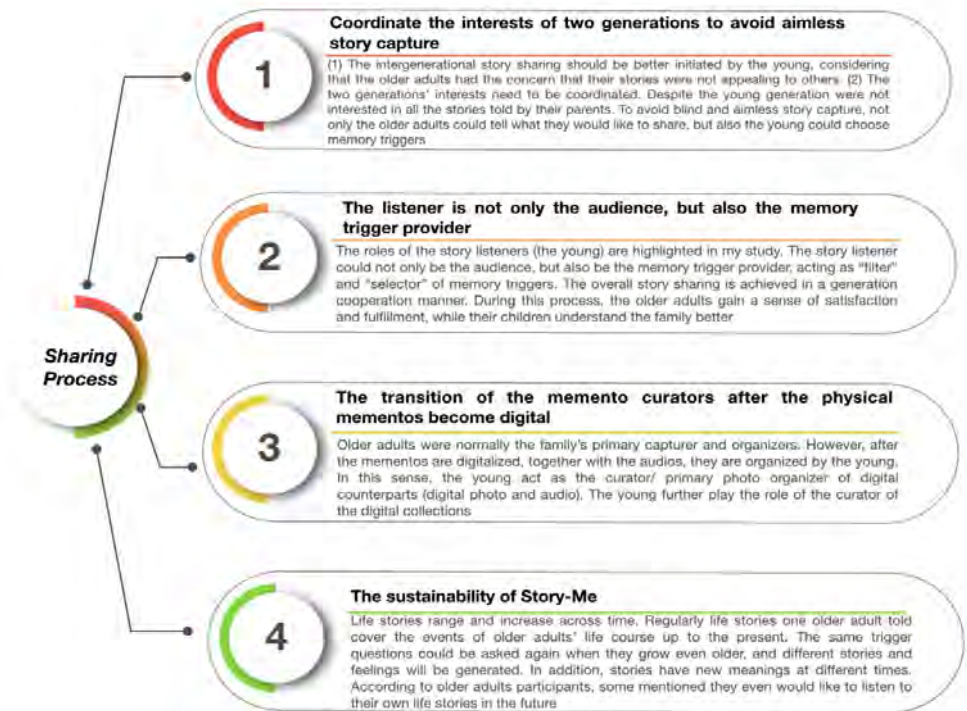 Coordinate the interests of two generations to avoid aimless
story capture
1
(1) The intergenerational story sharing should be better initiated by the young, considering
that the older adults had the concern that their stories were not appealing to others. (2) The
two generations' interests need to be coordinated. Despite the young generation were not
interested in all the stories told by their parents. To avoid blind and aimless story capture, not
only the older adults could tell what they would like to share, but also the young could choose
memory triggers
The listener is not only the audience, but also the memory
trigger provider
2
The roles of the story listeners (the young) are highlighted in my study. The story listener
could not only be the audience, but also be the memory trigger provider, acting as "filter"
and "selector" of memory triggers. The overall story sharing is achieved in a generation
cooperation manner. During this process, the older adults gain a sense of satisfaction
and fulfillment, while their children understand the family better
Sharing
Process
The transition of the memento curators after the physical
mementos become digital
3
Older adults were normally the family's primary capturer and organizers. However, after
the mementos are digitalized, together with the audios, they are organized by the young.
In this sense, the young act as the curator/ primary photo organizer of digital
counterparts (digital photo and audio). The young further play the role of the curator of
the digital collections
The sustainability of Story-Me
4
Life stories range and increase across time. Regularly life stories one older adult told
cover the events of older adults' life course up to the present. The same trigger
questions could be asked again when they grow even older, and different stories and
feelings will be generated. In addition, stories have new meanings at different times.
According to older adults participants, some mentioned they even would like to listen to
their own life stories in the future